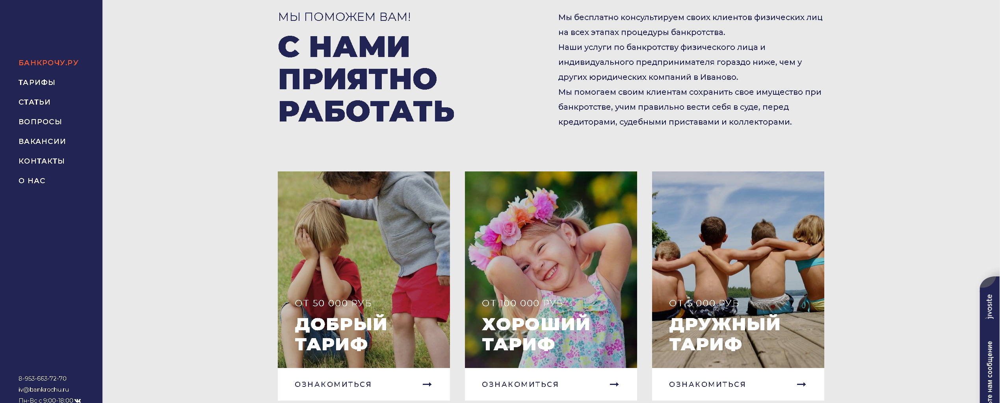 БАНКРОЧУ.РУ
ТАРИФЫ
СТАТЬИ
ВОПРОСЫ
ВАКАНСИИ
КОНТАКТЫ
О НАС
8-953-663-72-70
iv@bankrochu.ru
Пн-Вс с 9:00-18:00
МЫ ПОМОЖЕМ ВАМ!
С НАМИ
ПРИЯТНО
РАБОТАТЬ
Мы бесплатно консультируем своих клиентов физических лиц
на всех этапах процедуры банкротства.
Наши услуги по банкротству физического лица и
индивидуального предпринимателя гораздо ниже, чем у
других юридических компаний в Иваново.
Мы помогаем своим клиентам сохранить свое имущество при
банкротстве, учим правильно вести себя в суде, перед
кредиторами, судебными приставами и коллекторами.
ОТ 50 000 РУБ
ДОБРЫЙ
ТАРИФ
ОЗНАКОМИТЬСЯ
ОТ 100 000 РУБ
ХОРОШИЙ
ТАРИФ
ОЗНАКОМИТЬСЯ
ОТ 5 000 РУБ
ДРУЖНЫЙ
ТАРИФ
ОЗНАКОМИТЬСЯ
нам сообщение
jivosite